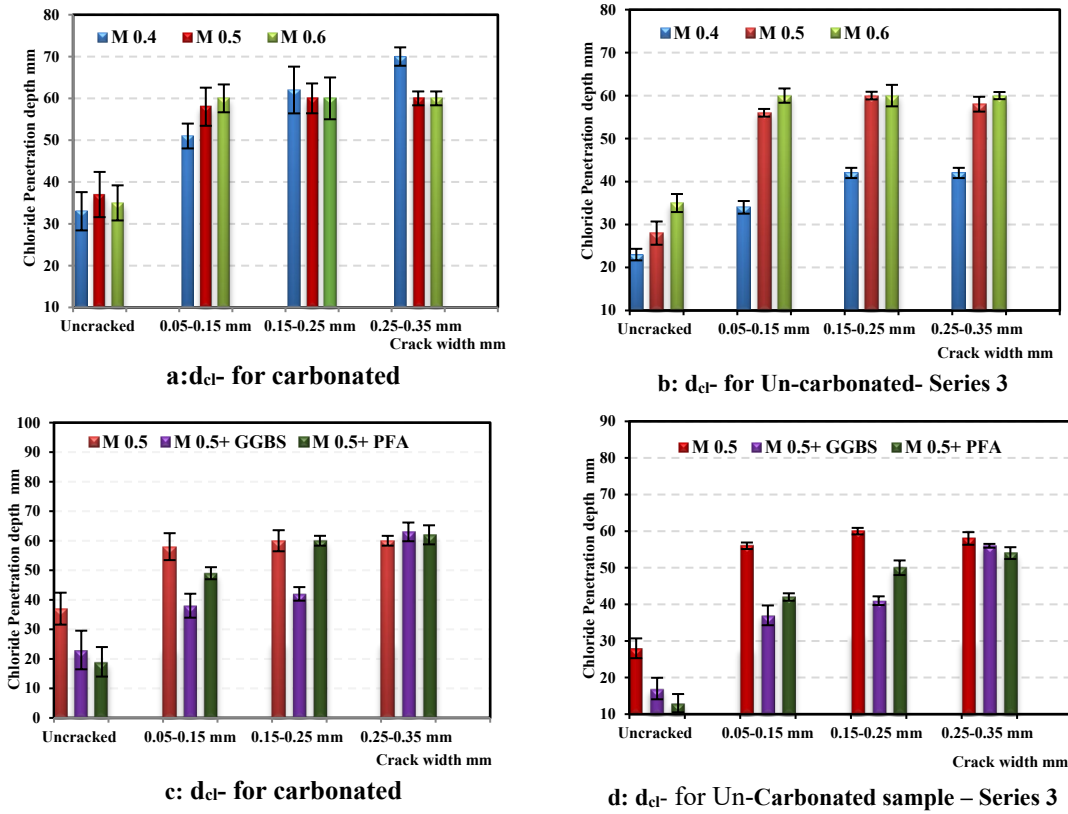 80
70
60
50
40
30
20
10
Chloride Penetration depth mm
M 0.4 M 0.5 M 0.6
Uncracked 0.05-0.15 mm 0.15-0.25 mm 0.25-0.35 mm
Crack width mm
a:dcl- for carbonated
80
70
60
50
40
30
20
10
Chloride Penetration depth mm
M 0.4 M 0.5 M 0.6
Uncracked 0.05-0.15 mm 0.15-0.25 mm 0.25-0.35 mm
Crack width mm
b: dcl- for Un-carbonated- Series 3
100
90
80
70
60
50
40
30
20
10
0
Chloride Penetration depth mm
M 0.5 M 0.5+ GGBS M 0.5+ PFA
Uncracked 0.05-0.15 mm 0.15-0.25 mm 0.25-0.35 mm
Crack width mm
c: dcl- for carbonated
90
80
70
60
50
40
30
20
10
Chloride Penetration depth mm
M 0.5 M 0.5+ GGBS M 0.5+ PFA
Uncracked 0.05-0.15 mm 0.15-0.25 mm 0.25-0.35 mm
Crack width mm
d: dcl- for Un-Carbonated sample – Series 3